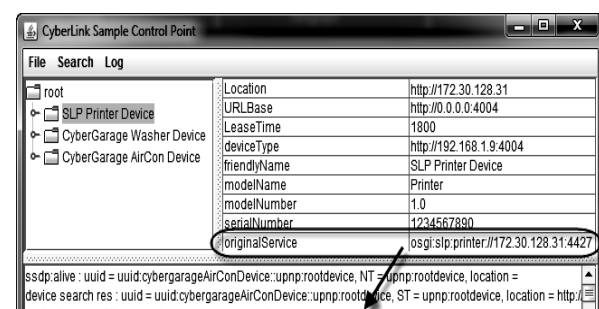 CyberLink Sample Control Point
File Search Log
root
SLP Printer Device
CyberGarage Washer Device
CyberGarage AirCon Device
Location http://172.30.128.31
URLBase http://0.0.0.0:4004
LeaseTime 1800
deviceType http://192.168.1.9:4004
friendlyName SLP Printer Device
modelName Printer
modelNumber 1.0
serialNumber 1234567890
originalService osgi:slp:printer://172.30.128.31:4427
ssdp:alive : uuid = uuid:cybergarageAirConDevice::upnp:rootdevice, NT = upnp:rootdevice, location =
device search res : uuid = uuid:cybergarageAirConDevice::upnp:rootdevice, ST = upnp:rootdevice, location = http:/